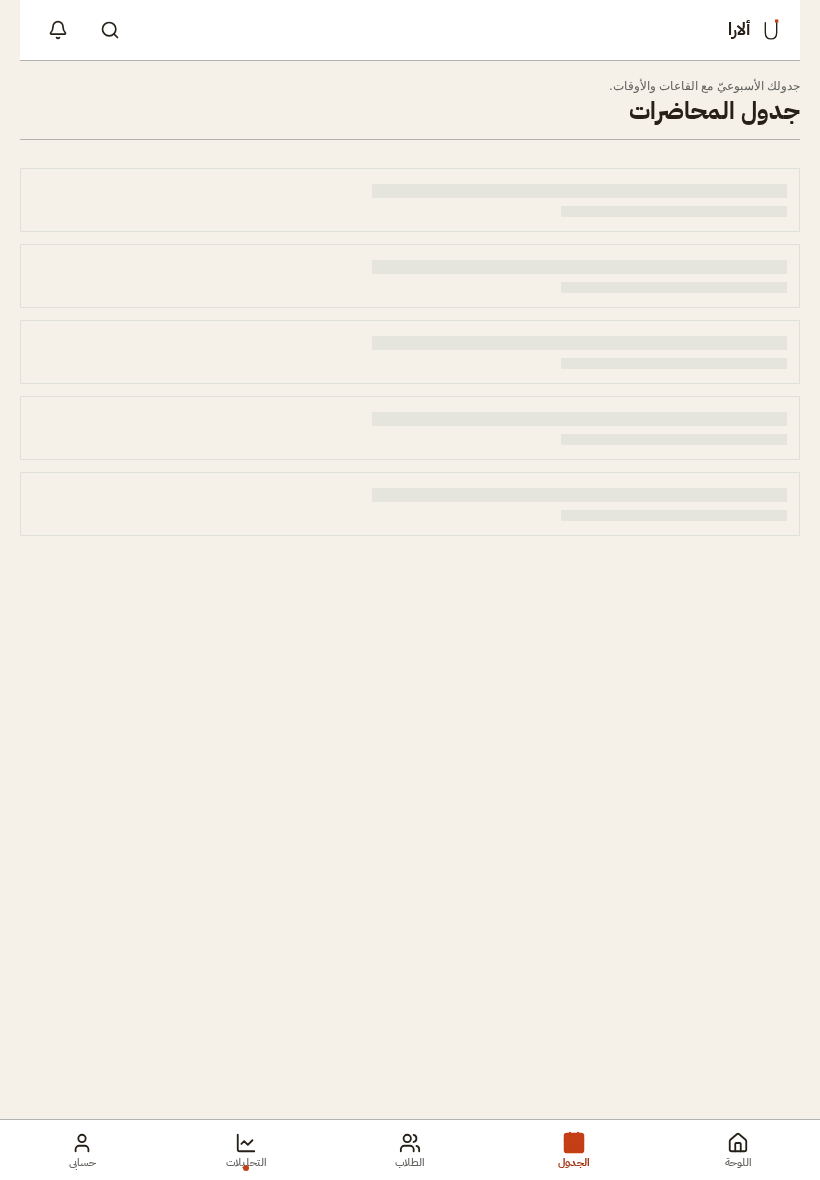 ألارا
جدولك الأسبوعيّ مع القاعات والأوقات.
جدول المحاضرات
اللوحة
الجدول
الطلاب
التحليلات
حسابي